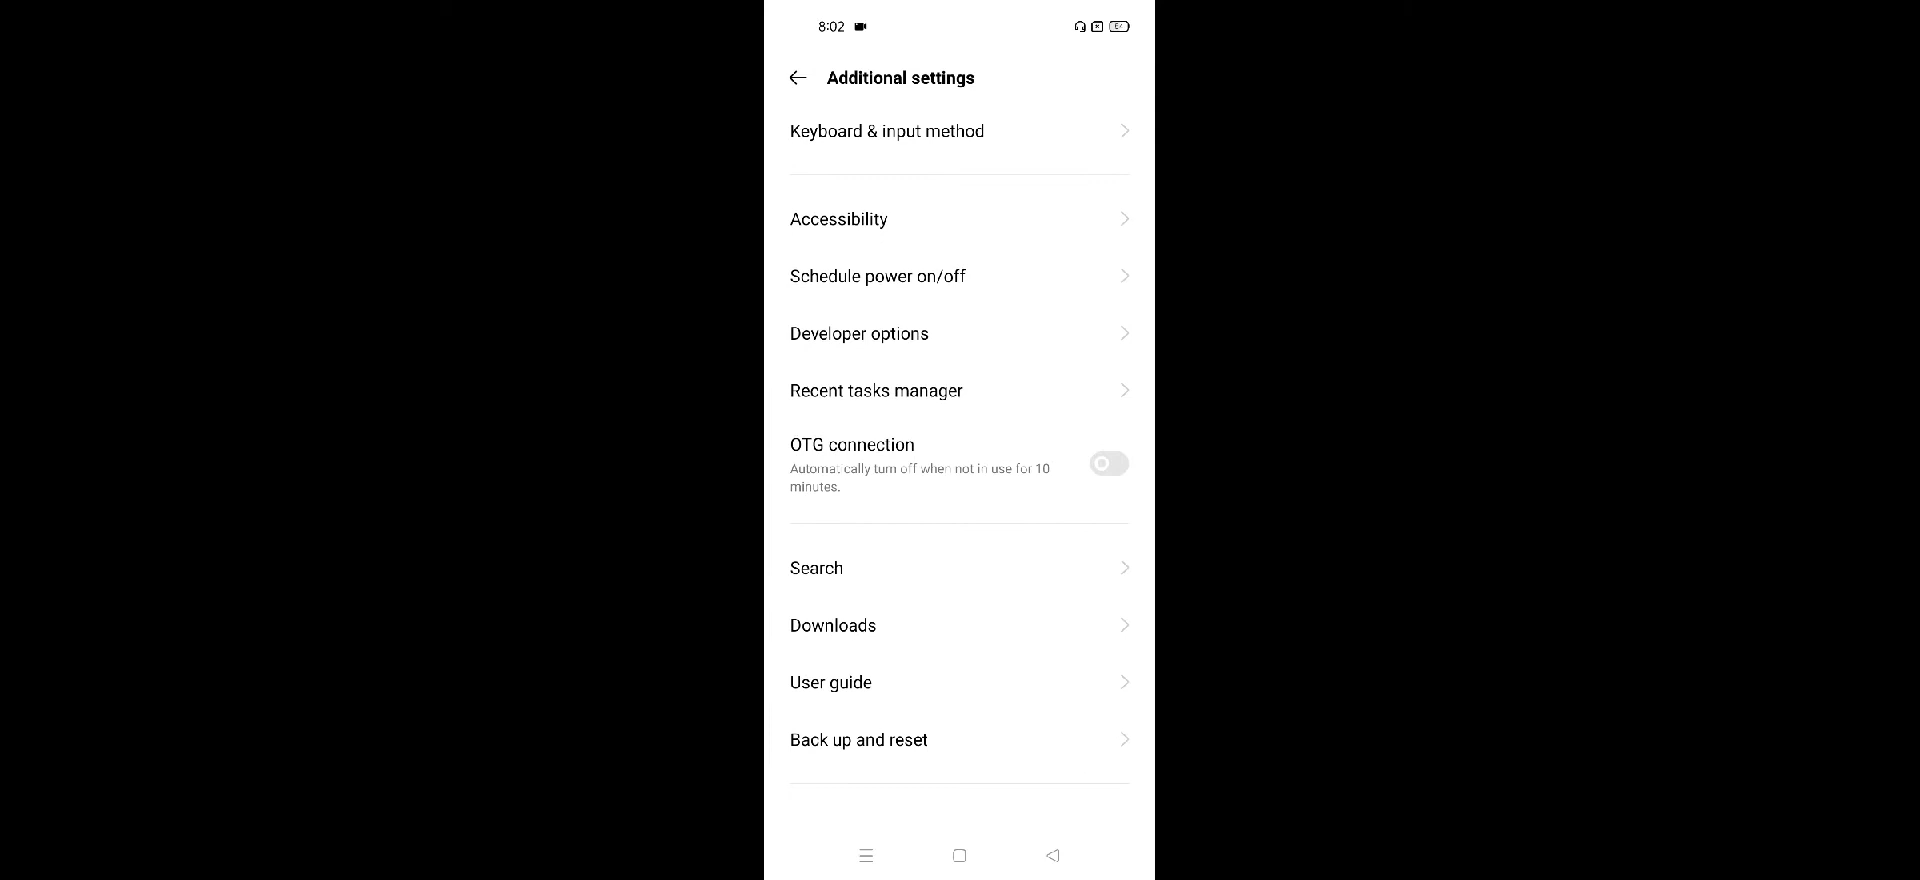 8:02
Additional settings
Keyboard & input method
Accessibility
Schedule power on/off
Developer options
Recent tasks manager
OTG connection
Automatically turn off when not in use for 10
minutes.
Search
Downloads
User guide
Back up and reset